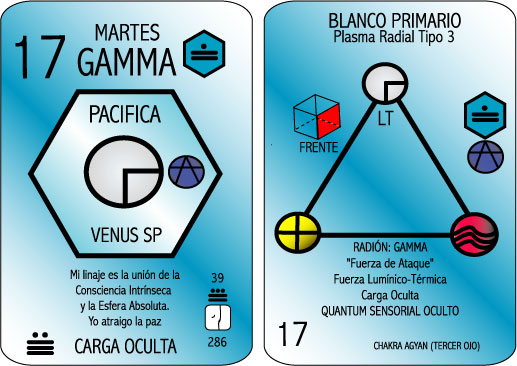 17
MARTES
GAMMA
PACIFICA
VENUS SP
Mi linaje es la unión de la
Consciencia Intrínseca
y la Esfera Absoluta.
Yo atraigo la paz
39
286
CARGA OCULTA
BLANCO PRIMARIO
Plasma Radial Tipo 3
LT
FRENTE
RADIÓN: GAMMA
"Fuerza de Ataque"
Fuerza Lumínico-Térmica
Carga Oculta
QUANTUM SENSORIAL OCULTO
17
CHAKRA AGYAN (TERCER OJO)